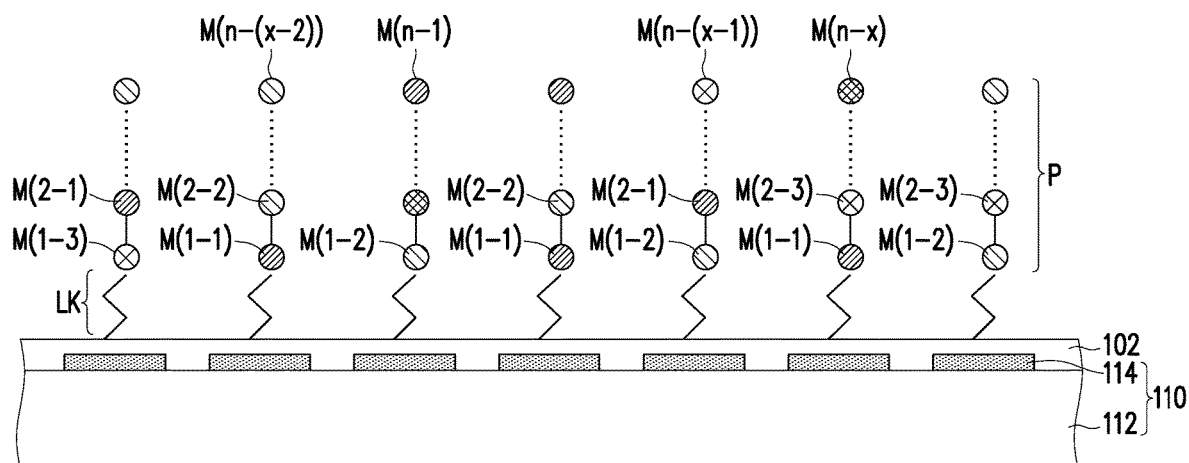 M(n-(x-2)) M(n-1) M(n-(x-1)) M(n-x)
M(2-1) M(2-2) M(2-2) M(2-1) M(2-3) M(2-3) P
M(1-3) M(1-1) M(1-2) M(1-1) M(1-2) M(1-1) M(1-2)
LK
102
114
110
112